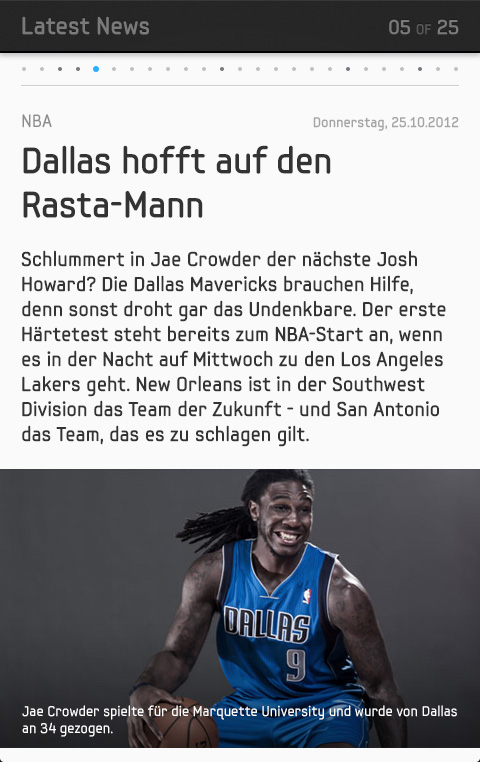 Latest News
05 OF 25
NBA
Donnerstag, 25.10.2012
Dallas hofft auf den
Rasta-Mann
Schlummert in Jae Crowder der nächste Josh
Howard? Die Dallas Mavericks brauchen Hilfe,
denn sonst droht gar das Undenkbare. Der erste
Härtetest steht bereits zum NBA-Start an, wenn
es in der Nacht auf Mittwoch zu den Los Angeles
Lakers geht. New Orleans ist in der Southwest
Division das Team der Zukunft - und San Antonio
das Team, das es zu schlagen gilt.
DALLAS
9
Jae Crowder spielte für die Marquette University und wurde von Dallas
an 34 gezogen.